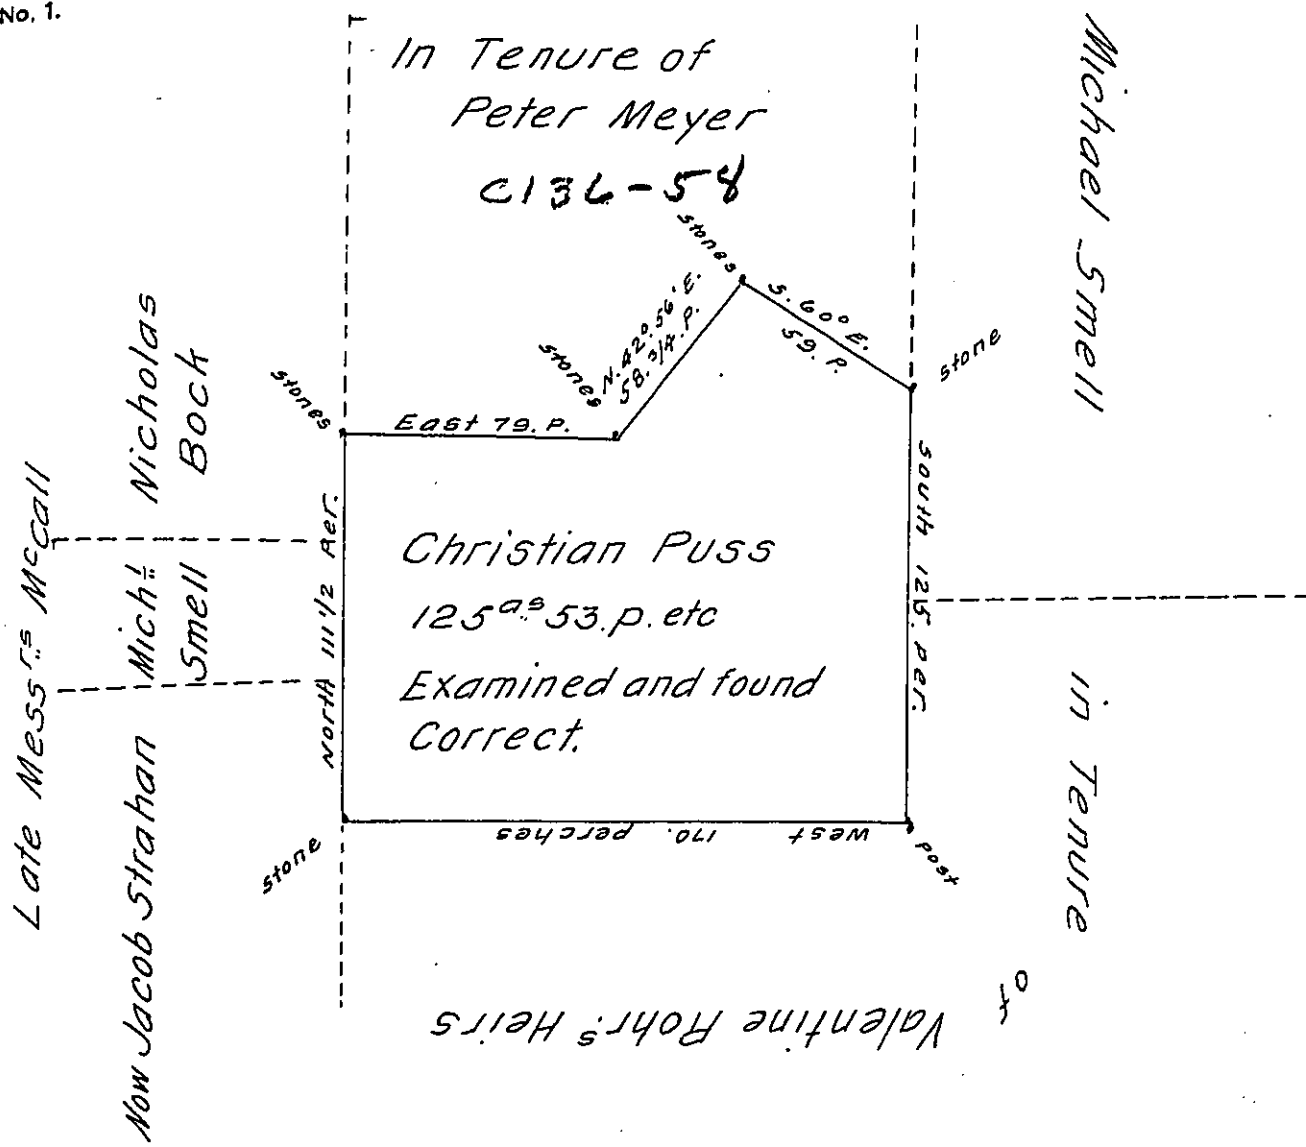 No. 1.
In Tenure of
Peter Meyer
C136-58
Michael Smell
Nicholas
Bock
stones
stones
stones
N. 42° 56' E.
58. 3/4. P.
S. 60° E.
59. P.
stone
East 79. P.
Late Messrs McCall
Michl
Smell
North 111 1/2 Per.
Christian Puss
125as 53. p. etc
Examined and found
Correct.
South 125 per.
Now Jacob Strahan
stone
west 170. perches
post
in Tenure
of
Valentine Rohrs Heirs